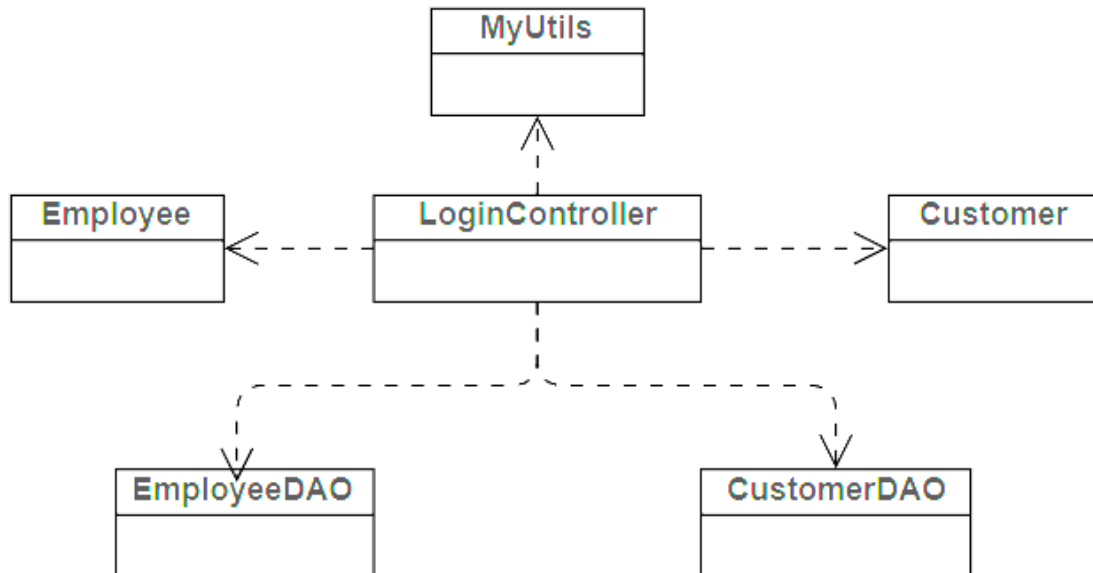 MyUtils
Employee
LoginController
Customer
EmployeeDAO
CustomerDAO